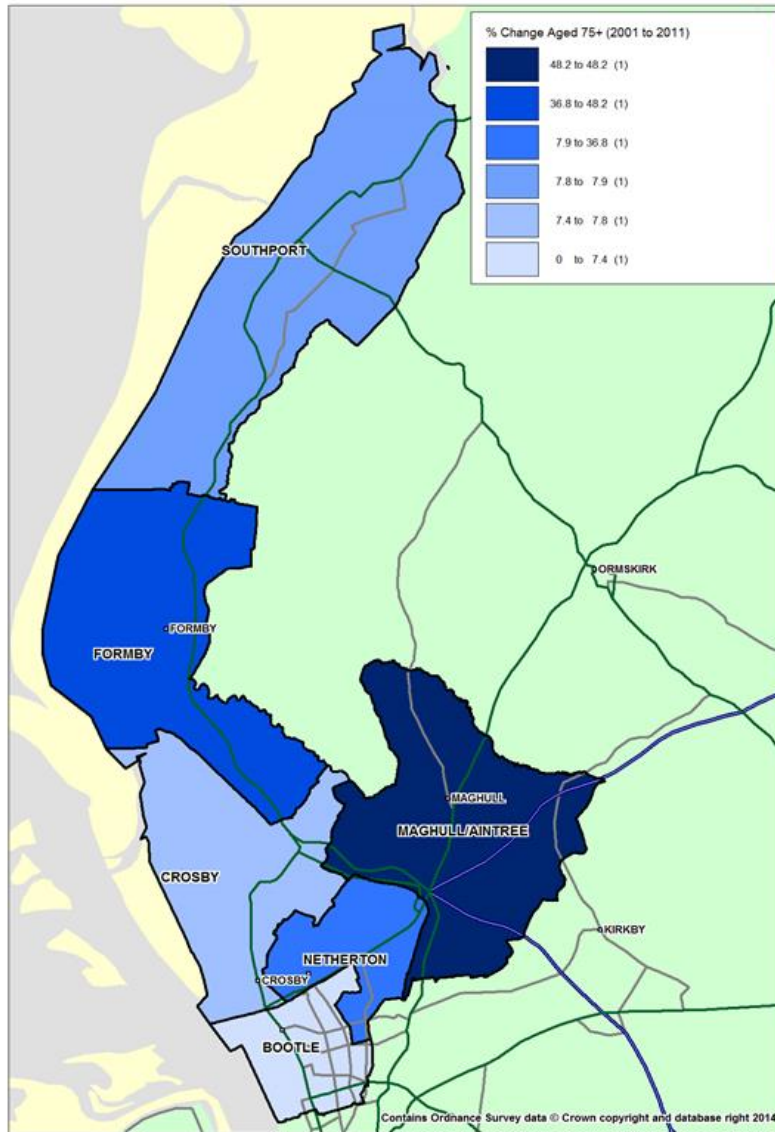 % Change Aged 75+ (2001 to 2011)
48.2 to 48.2 (1)
36.8 to 48.2 (1)
7.9 to 36.8 (1)
7.8 to 7.9 (1)
7.4 to 7.8 (1)
0 to 7.4 (1)
SOUTHPORT
ORMSKIRK
FORMBY
FORMBY
MAGHULL
MAGHULL/AINTREE
CROSBY
KIRKBY
NETHERTON
CROSBY
BOOTLE
Contains Ordnance Survey data © Crown copyright and database right 2014